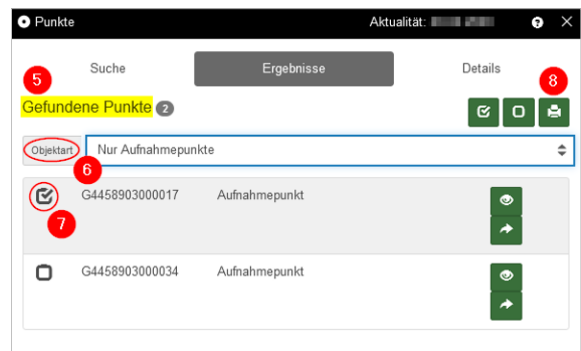 Punkte Aktualität:
Suche Ergebnisse Details
5 8
Gefundene Punkte 2
Objektart Nur Aufnahmepunkte
6
G4458903000017 Aufnahmepunkt
7
G4458903000034 Aufnahmepunkt